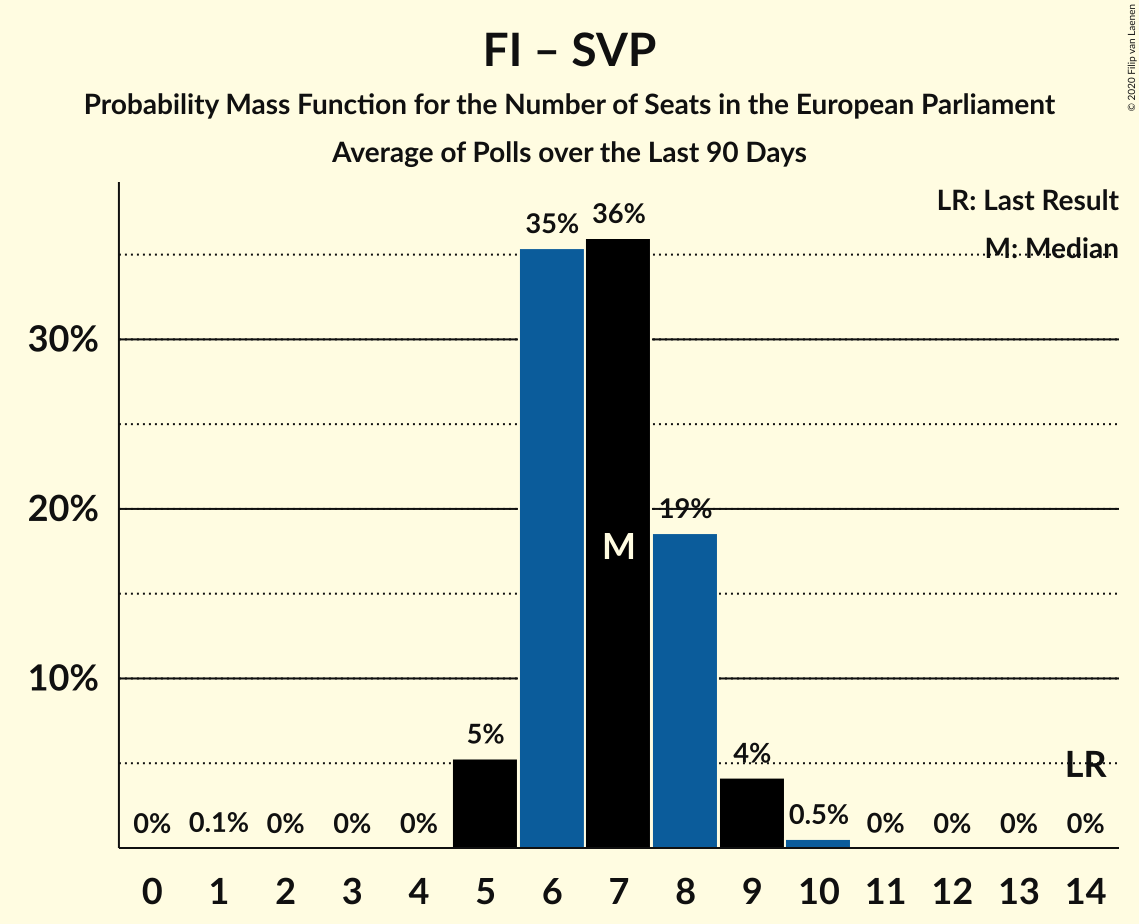 FI – SVP
Probability Mass Function for the Number of Seats in the European Parliament
Average of Polls over the Last 90 Days
© 2020 Filip van Laenen
LR: Last Result
M: Median
30%
20%
10%
0%
0.1%
0%
0%
0%
5%
35%
36%
19%
4%
0.5%
0%
0%
0%
0%
M
LR
0 1 2 3 4 5 6 7 8 9 10 11 12 13 14